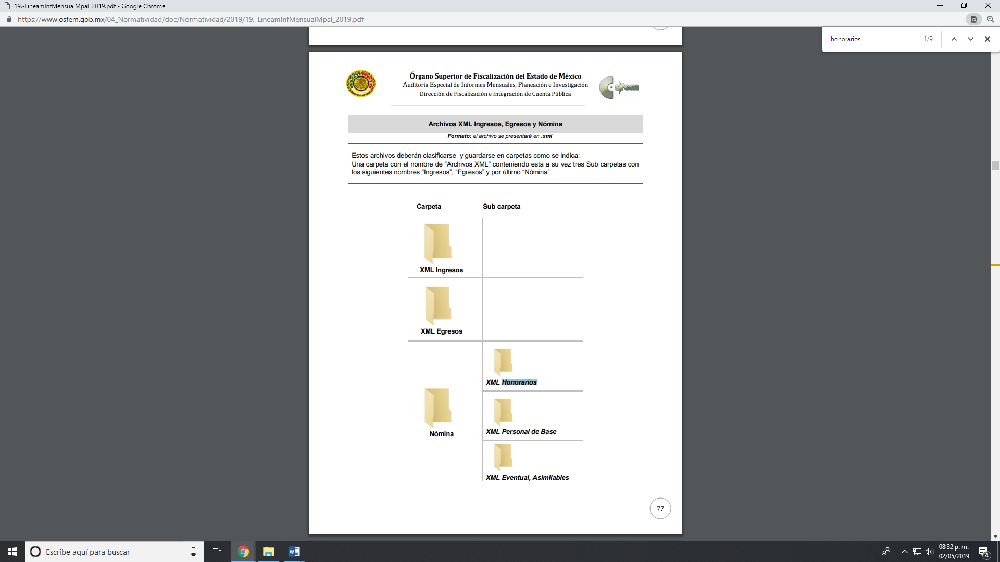 19.-LineamInfMensualMpal_2019.pdf - Google Chrome
https://www.osfem.gob.mx/04_Normatividad/doc/Normatividad/2019/19.-LineamInfMensualMpal_2019.pdf
honorarios 1/9
Órgano Superior de Fiscalización del Estado de México
Auditoría Especial de Informes Mensuales, Planeación e Investigación
Dirección de Fiscalización e Integración de Cuenta Pública
osfem
Archivos XML Ingresos, Egresos y Nómina
Formato: el archivo se presentará en .xml
Estos archivos deberán clasificarse y guardarse en carpetas como se indica:
Una carpeta con el nombre de “Archivos XML” conteniendo esta a su vez tres Sub carpetas con
los siguientes nombres “Ingresos”, “Egresos” y por último “Nómina”
Carpeta Sub carpeta
XML Ingresos
XML Egresos
XML Honorarios
Nómina
XML Personal de Base
XML Eventual, Asimilables
77
Escribe aquí para buscar
08:32 p. m.
02/05/2019
4